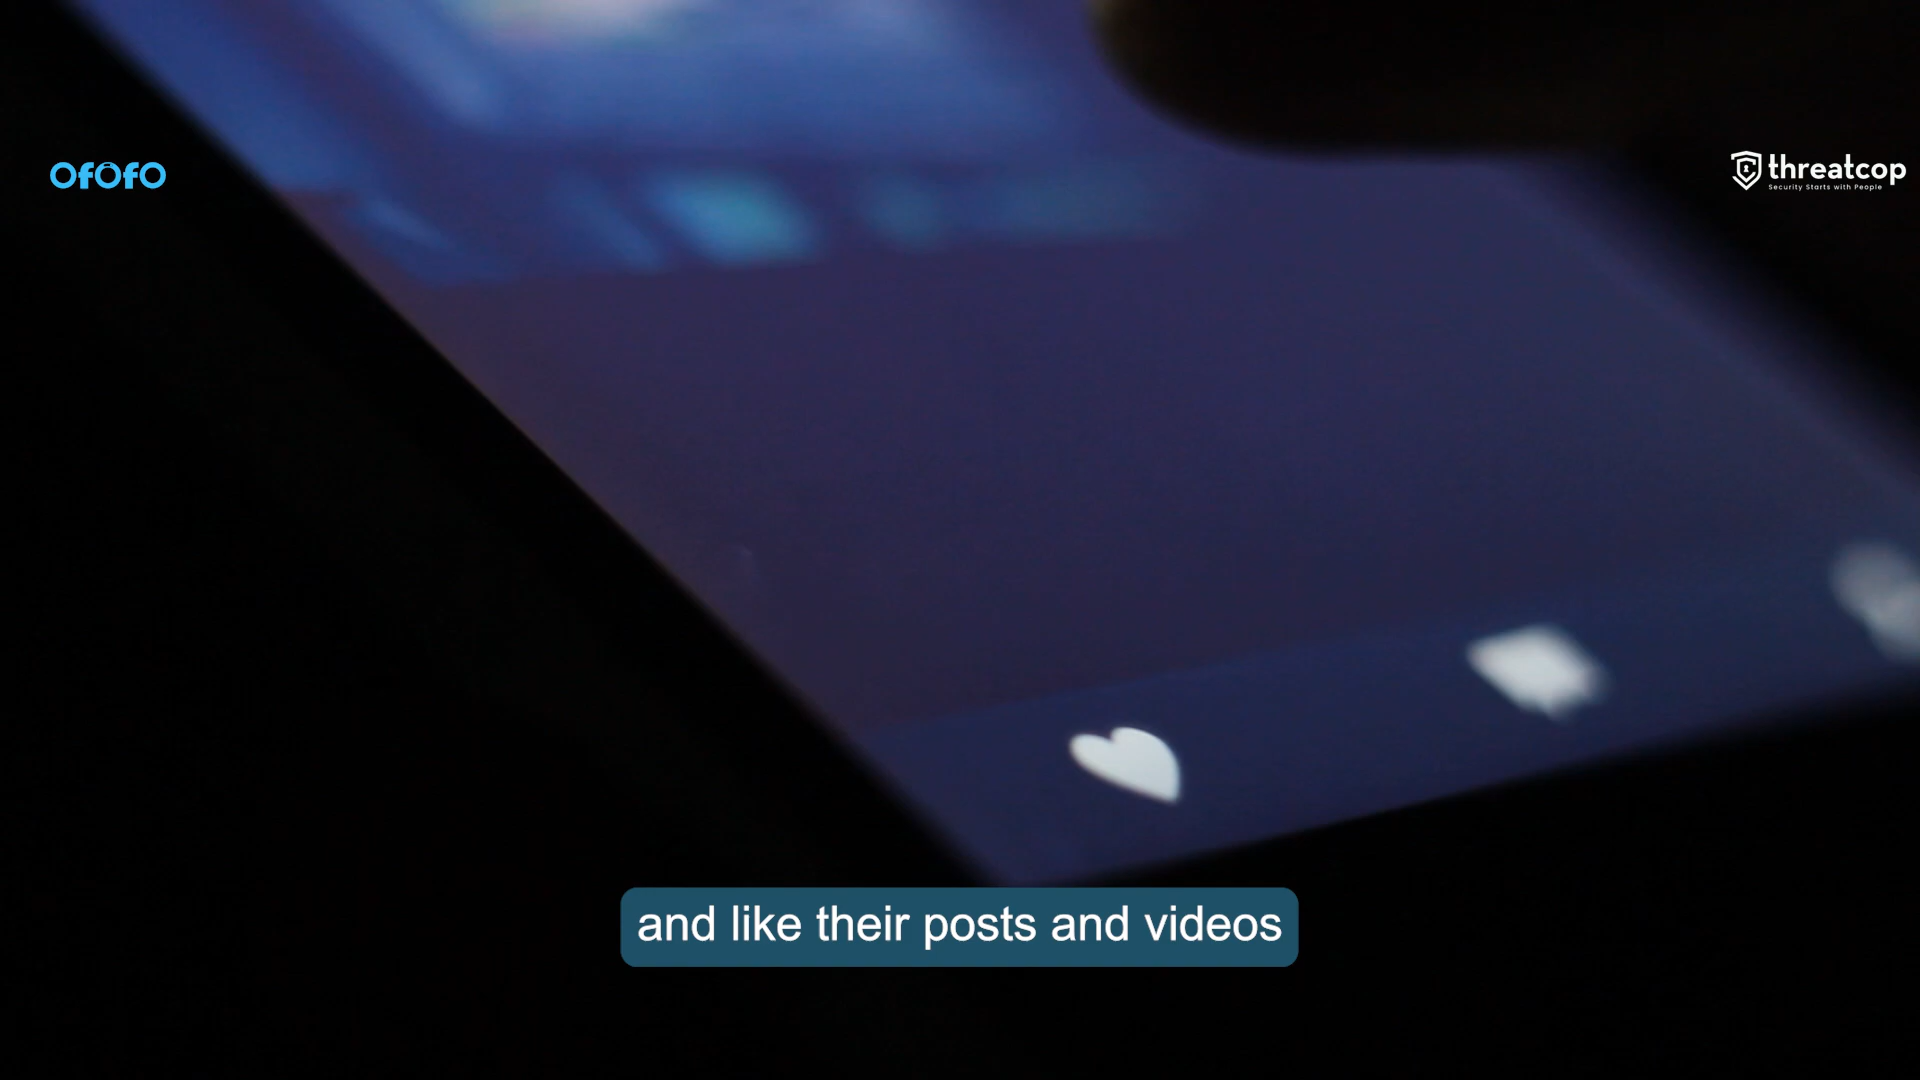 OfOfO
threatcop
Security Starts with People
and like their posts and videos